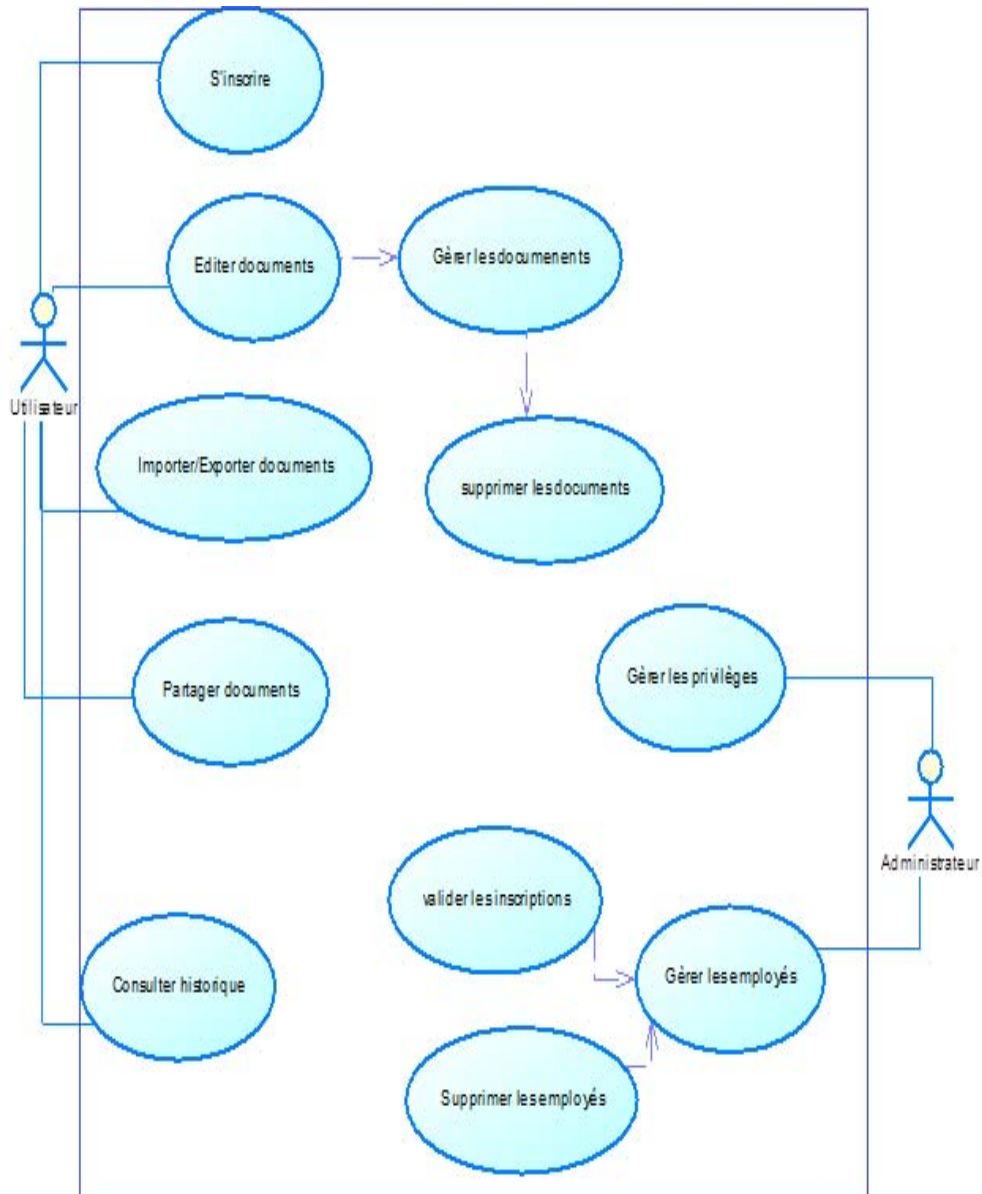 S'inscrire
Editer documents
Gèrer les documenents
Utilisateur
Importer/Exporter documents
supprimer les documents
Partager documents
Gèrer les privilèges
Administrateur
valider les inscriptions
Consulter historique
Gèrer les employés
Supprimer les employés